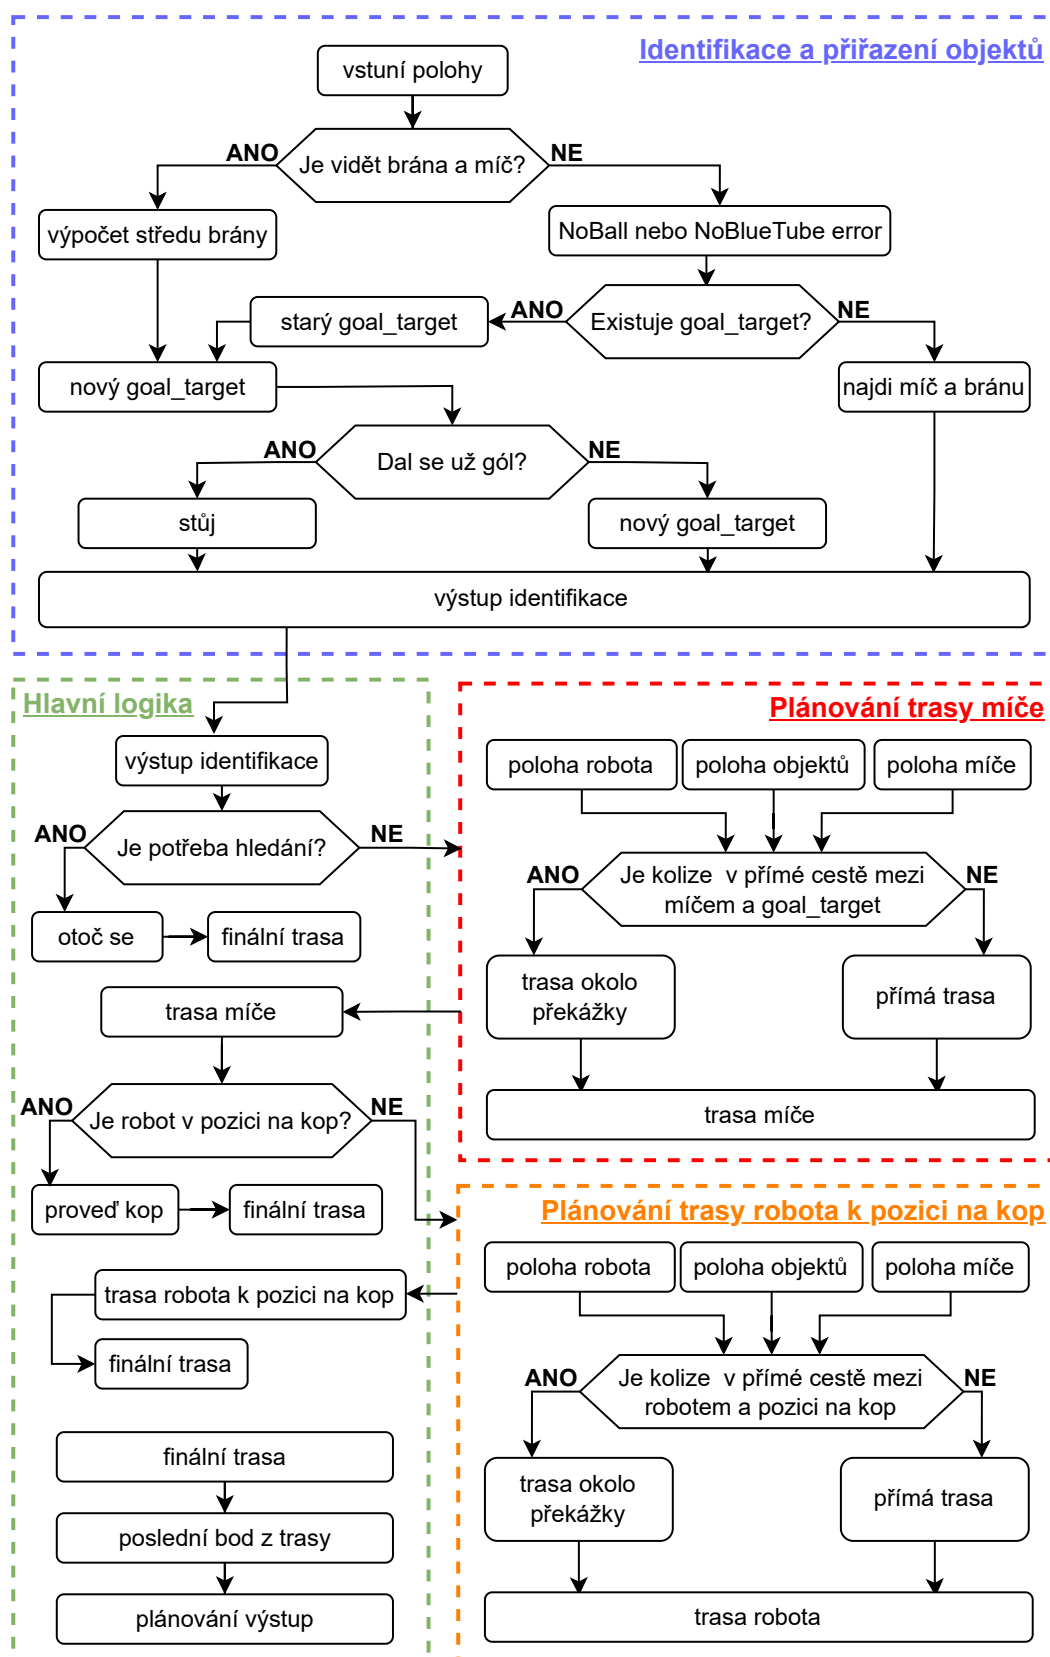 Identifikace a přiřazení objektů
vstuní polohy
ANO
NE
Je vidět brána a míč?
výpočet středu brány
NoBall nebo NoBlueTube error
starý goal_target
ANO
Existuje goal_target?
NE
nový goal_target
najdi míč a bránu
ANO
Dal se už gól?
NE
stůj
nový goal_target
výstup identifikace
Hlavní logika
výstup identifikace
ANO
Je potřeba hledání?
NE
otoč se
finální trasa
trasa míče
ANO
Je robot v pozici na kop?
NE
proveď kop
finální trasa
trasa robota k pozici na kop
finální trasa
finální trasa
poslední bod z trasy
plánování výstup
Plánování trasy míče
poloha robota
poloha objektů
poloha míče
ANO
Je kolize  v přímé cestě mezi
míčem a goal_target
NE
trasa okolo
překážky
přímá trasa
trasa míče
Plánování trasy robota k pozici na kop
poloha robota
poloha objektů
poloha míče
ANO
Je kolize  v přímé cestě mezi
robotem a pozici na kop
NE
trasa okolo
překážky
přímá trasa
trasa robota